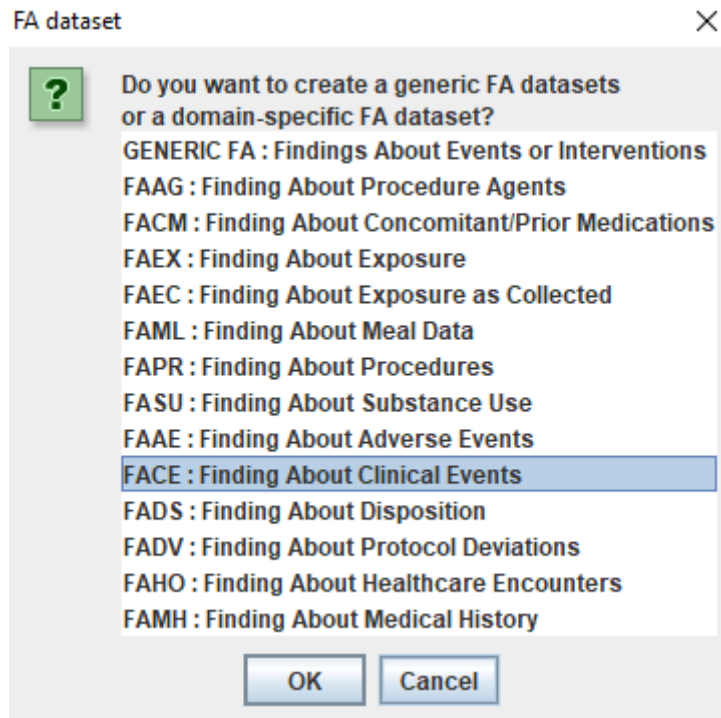 FA dataset
?
Do you want to create a generic FA datasets
or a domain-specific FA dataset?
GENERIC FA : Findings About Events or Interventions
FAAG : Finding About Procedure Agents
FACM : Finding About Concomitant/Prior Medications
FAEX : Finding About Exposure
FAEC : Finding About Exposure as Collected
FAML : Finding About Meal Data
FAPR : Finding About Procedures
FASU : Finding About Substance Use
FAAE : Finding About Adverse Events
FACE : Finding About Clinical Events
FADS : Finding About Disposition
FADV : Finding About Protocol Deviations
FAHO : Finding About Healthcare Encounters
FAMH : Finding About Medical History
OK Cancel